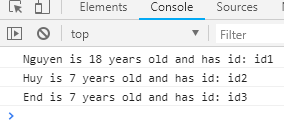 Elements Console Sources
top Filter
Nguyen is 18 years old and has id: id1
Huy is 7 years old and has id: id2
End is 7 years old and has id: id3